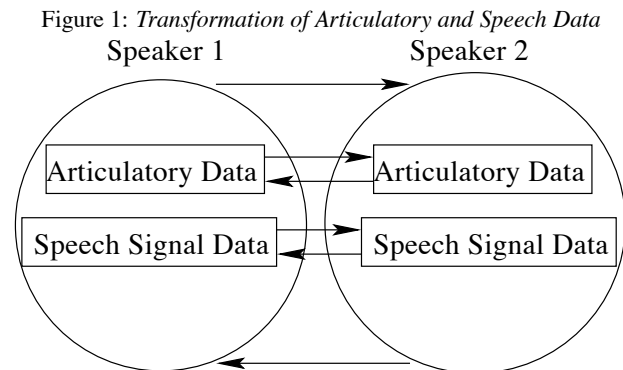 Figure 1: Transformation of Articulatory and Speech Data
Speaker 1 Speaker 2
Articulatory Data Articulatory Data
Speech Signal Data Speech Signal Data